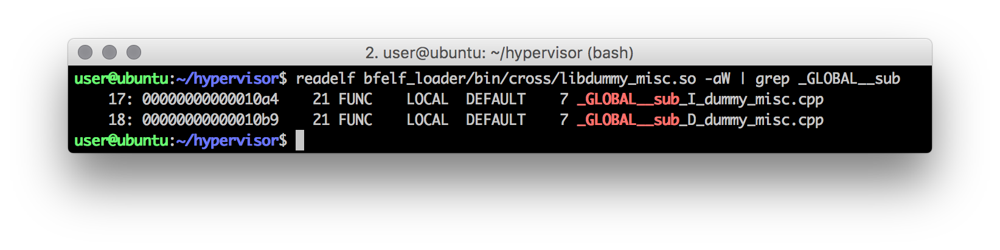 2. user@ubuntu: ~/hypervisor (bash)
user@ubuntu:~/hypervisor$ readelf bfelf_loader/bin/cross/libdummy_misc.so -aW | grep _GLOBAL__sub
17: 00000000000010a4 21 FUNC LOCAL DEFAULT 7 _GLOBAL__sub_I_dummy_misc.cpp
18: 00000000000010b9 21 FUNC LOCAL DEFAULT 7 _GLOBAL__sub_D_dummy_misc.cpp
user@ubuntu:~/hypervisor$